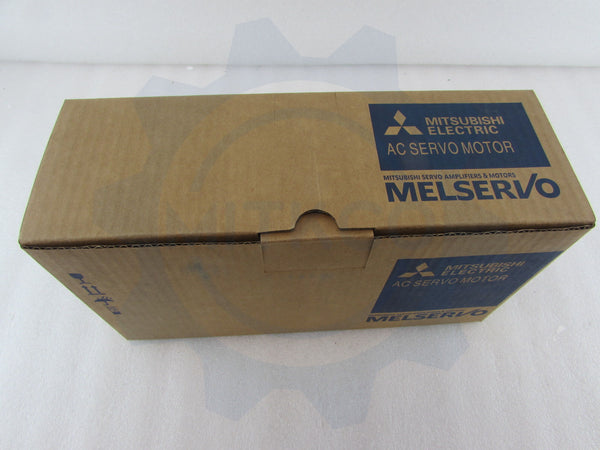 MITSUBISHI
ELECTRIC
AC SERVO MOTOR
MITSUBISHI SERVO AMPLIFIERS & MOTORS
MELSERVO
MITSUBISHI
ELECTRIC
AC SERVO MOTOR
MELSERVO